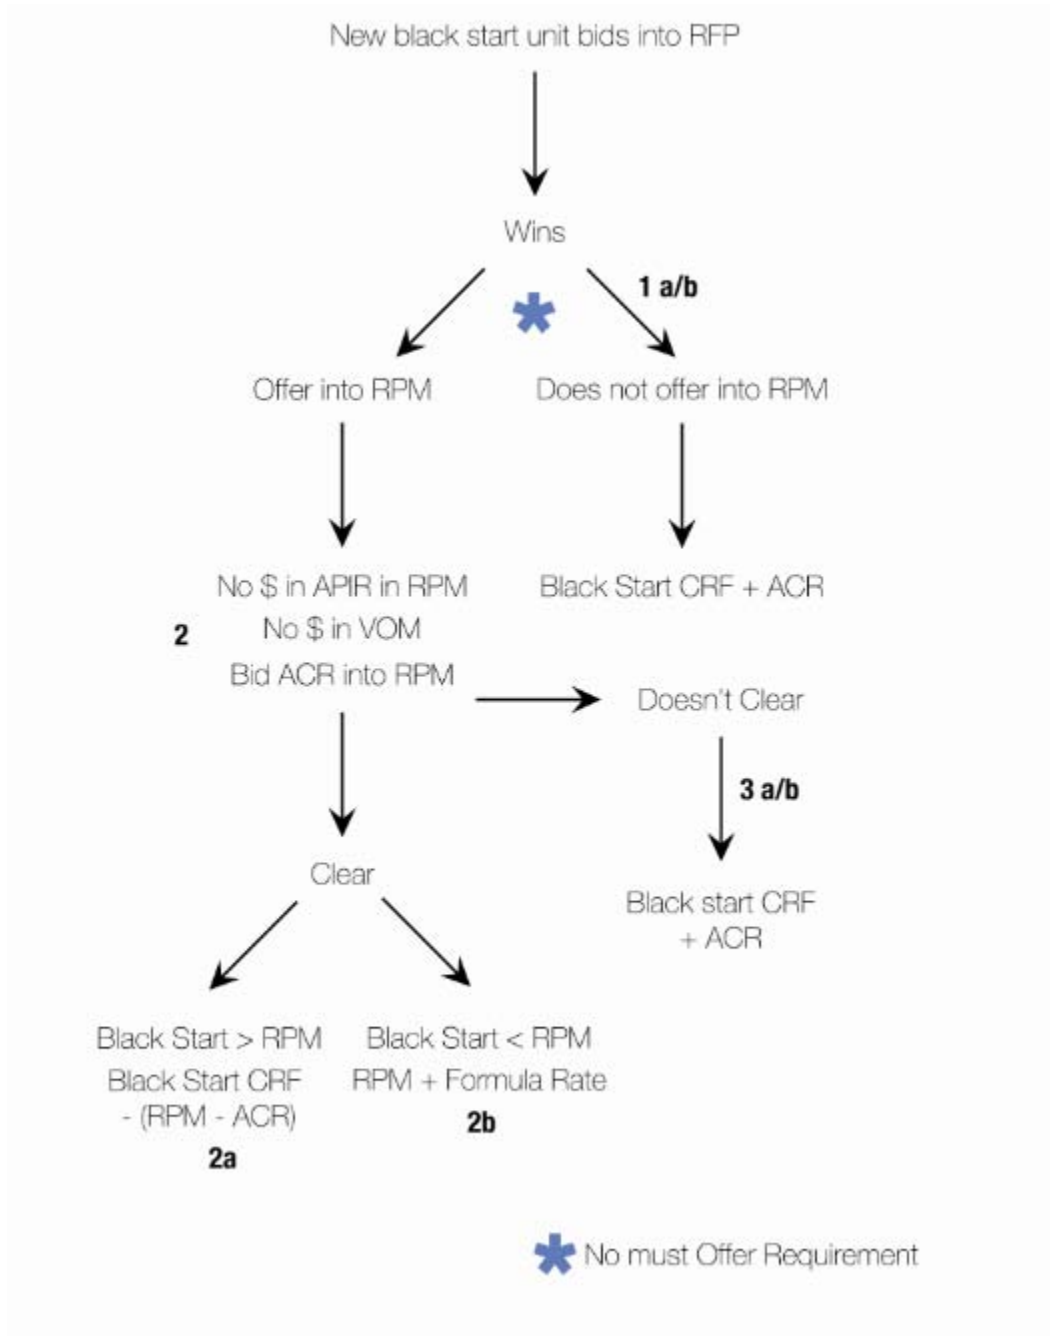 New black start unit bids into RFP
Wins
1 a/b
Offer into RPM
Does not offer into RPM
No $ in APIR in RPM
No $ in VOM
Bid ACR into RPM
2
Black Start CRF + ACR
Doesn't Clear
3 a/b
Black start CRF
+ ACR
Clear
Black Start > RPM
Black Start CRF
- (RPM - ACR)
2a
Black Start < RPM
RPM + Formula Rate
2b
No must Offer Requirement